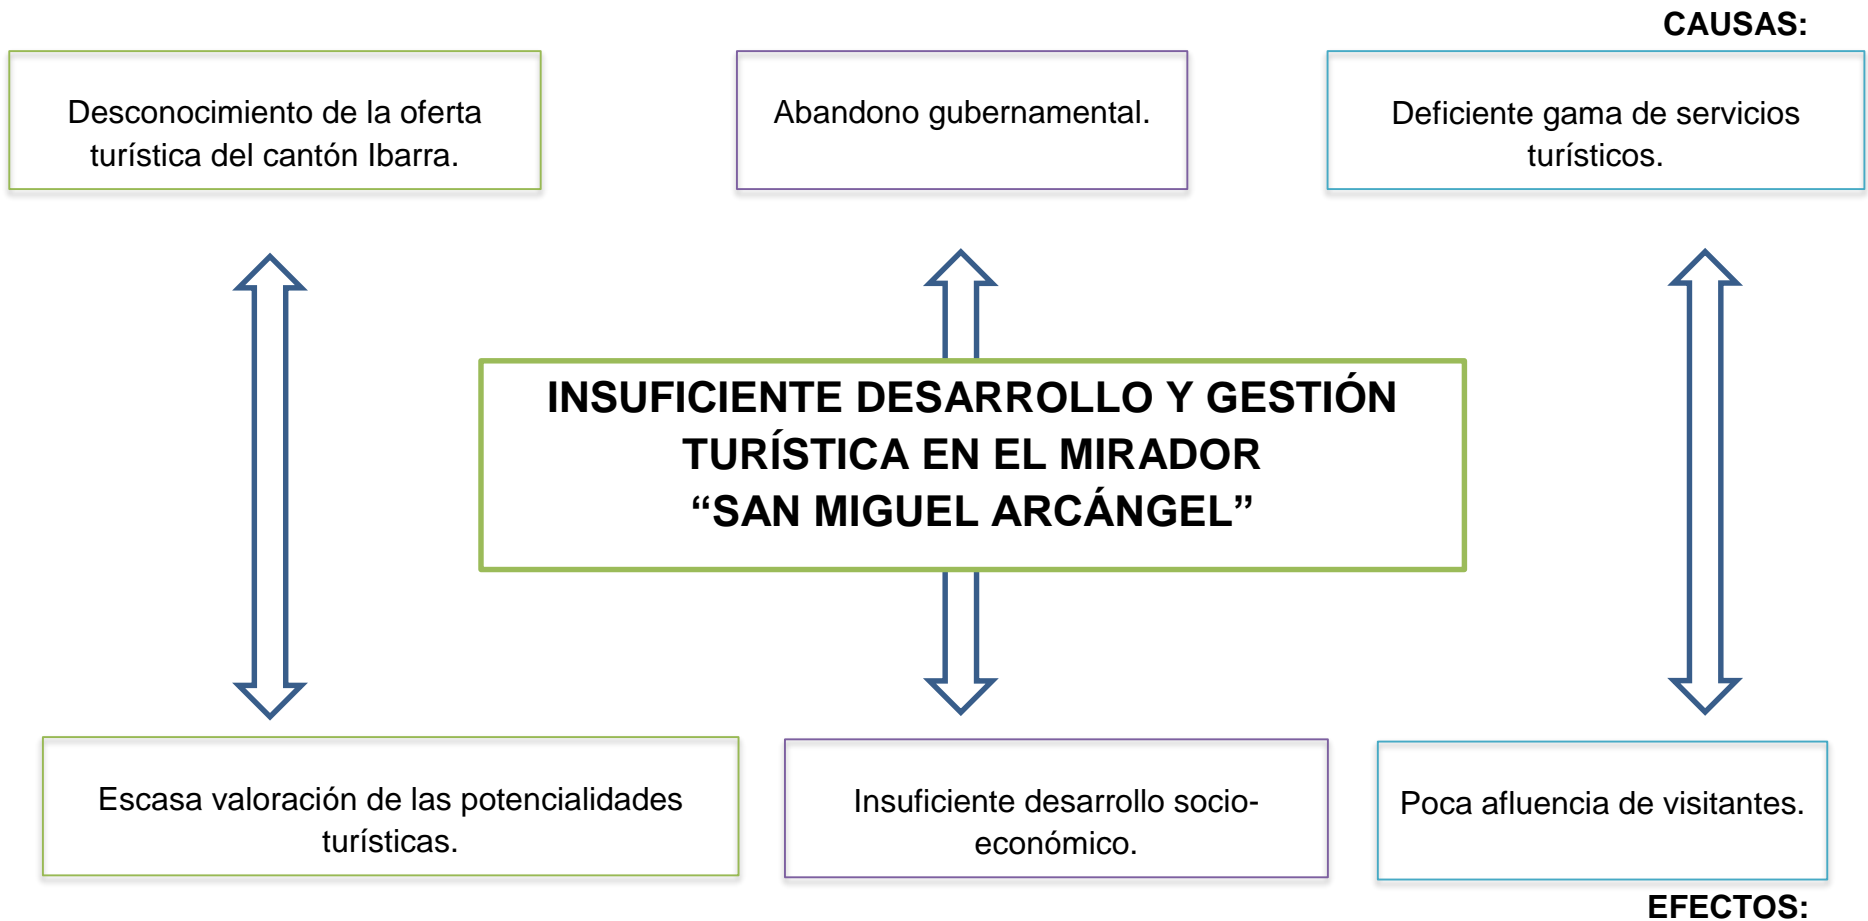 CAUSAS:
Desconocimiento de la oferta
turística del cantón Ibarra.
Abandono gubernamental.
Deficiente gama de servicios
turísticos.
INSUFICIENTE DESARROLLO Y GESTIÓN
TURÍSTICA EN EL MIRADOR
“SAN MIGUEL ARCÁNGEL”
Escasa valoración de las potencialidades
turísticas.
Insuficiente desarrollo socio-
económico.
Poca afluencia de visitantes.
EFECTOS: